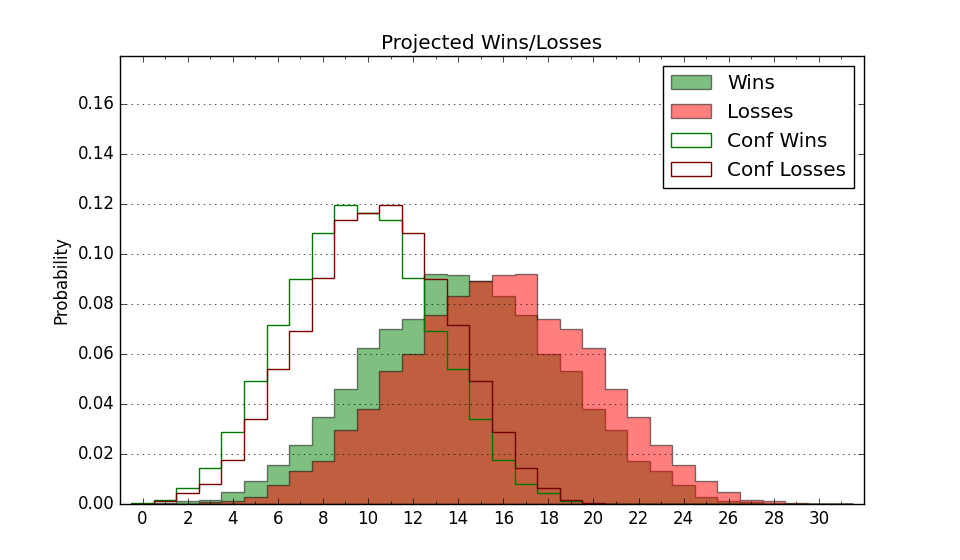 Projected Wins/Losses
Wins
Losses
Conf Wins
Conf Losses
Probability
0.16
0.14
0.12
0.10
0.08
0.06
0.04
0.02
0.00
0 2 4 6 8 10 12 14 16 18 20 22 24 26 28 30